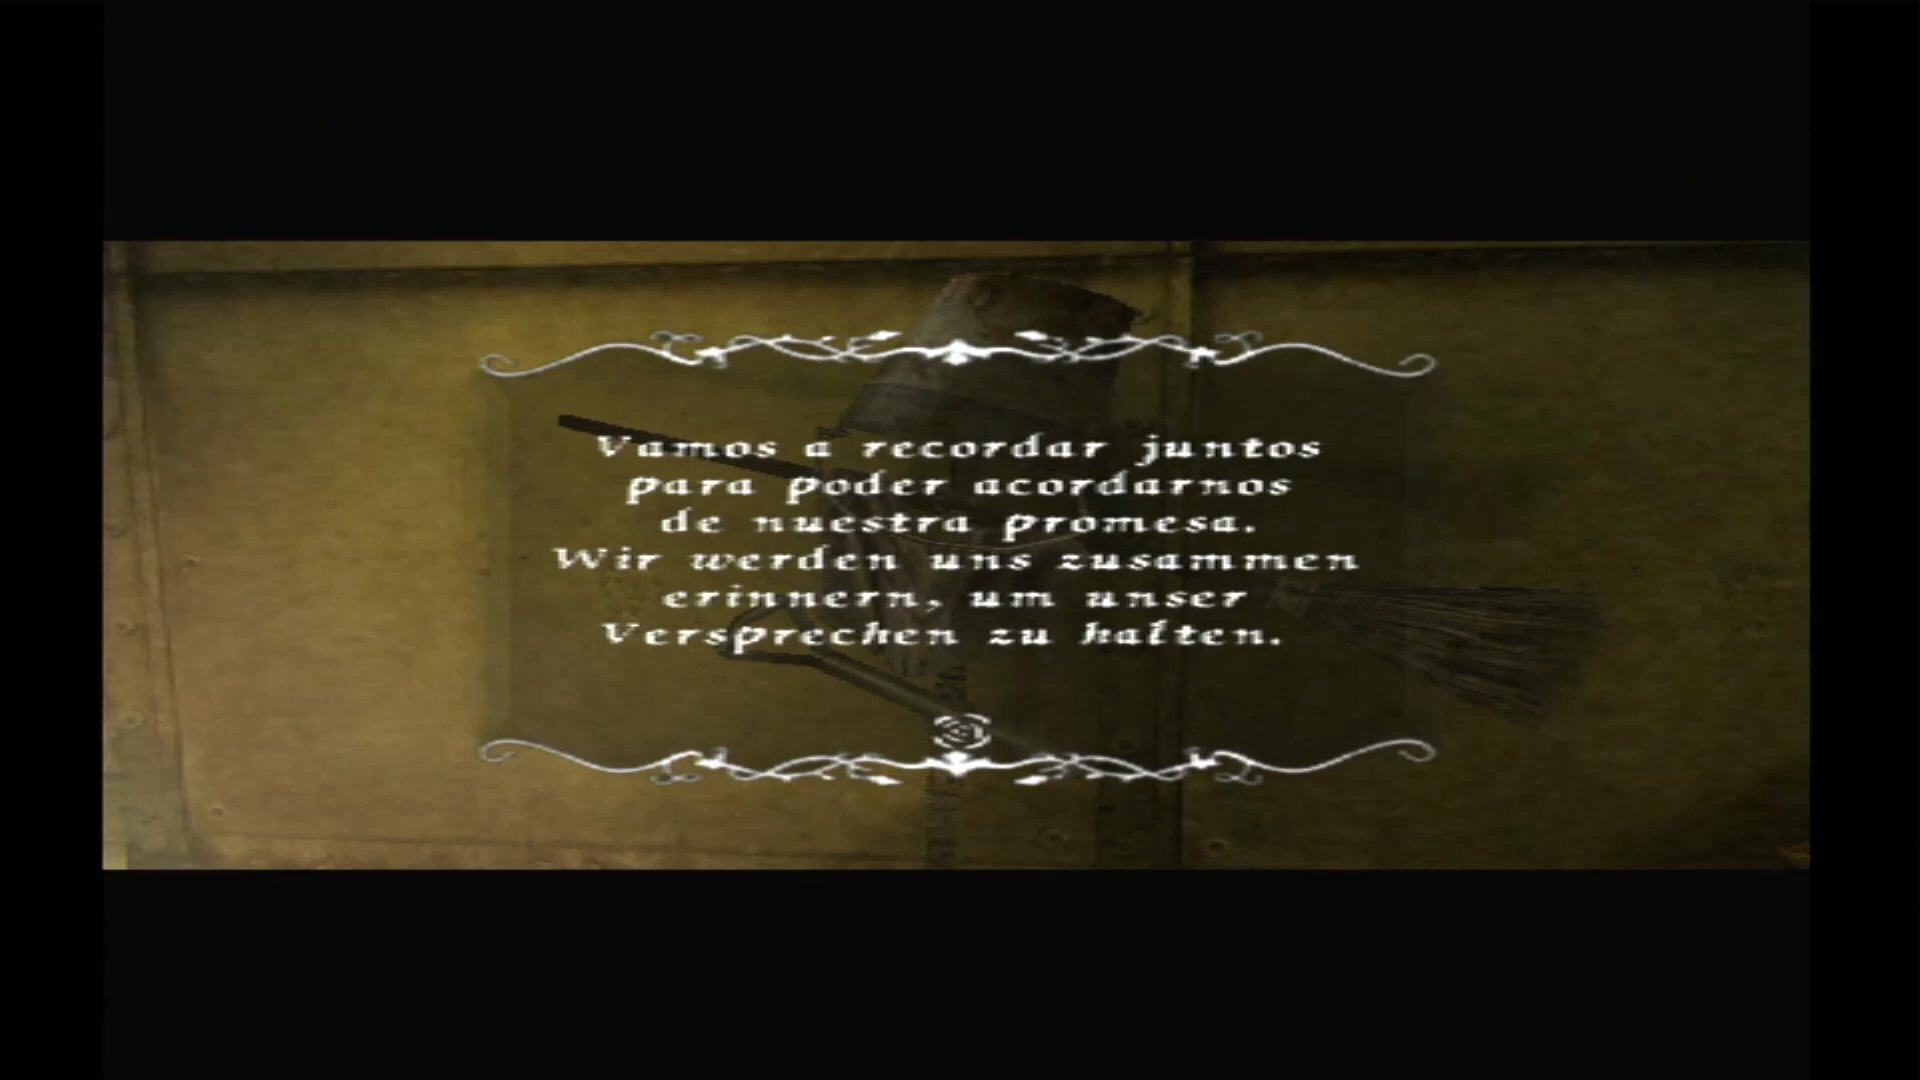 Vamos a recordar juntos
para poder acordarnos
de nuestra promesa.
Wir werden uns zusammen
erinnern, um unser
Versprechen zu halten.